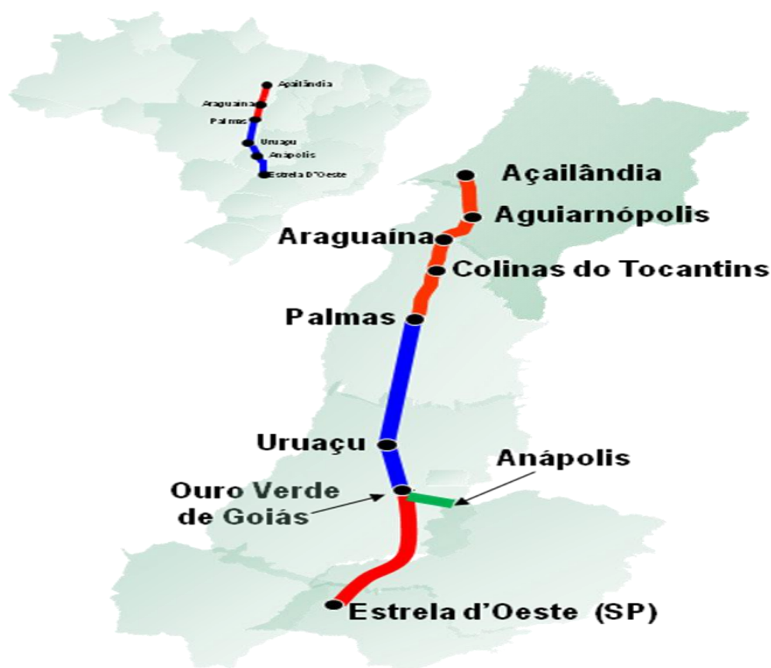 Açailândia
Araguaína
Palmas
Uruaçu
Anápolis
Estrela D'Oeste
Açailândia
Aguiarnópolis
Araguaína
Colinas do Tocantins
Palmas
Uruaçu
Anápolis
Ouro Verde
de Goiás
Estrela d'Oeste (SP)